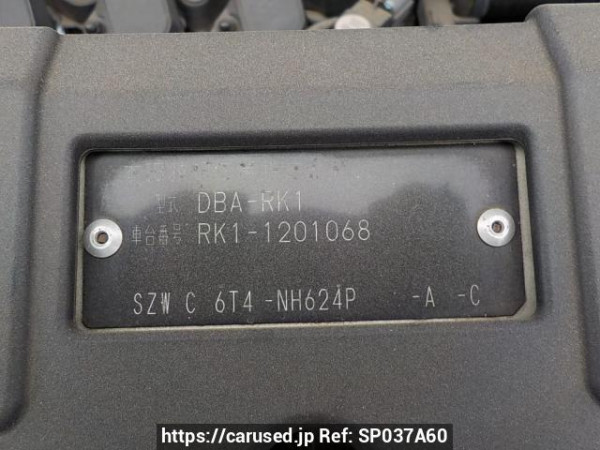 型式 DBA-RK1
車台番号 RK1-1201068
SZW C 6T4 -NH624P -A -C
https://carused.jp Ref: SP037A60